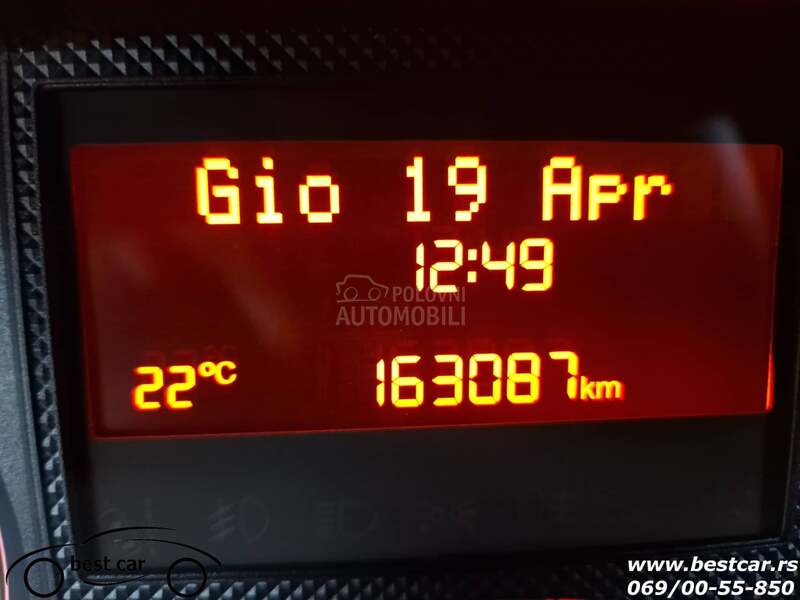 Gio 19 Apr
12:49
POLOVNI
AUTOMOBILI
22°C 163087km
best car
www.bestcar.rs
069/00-55-850